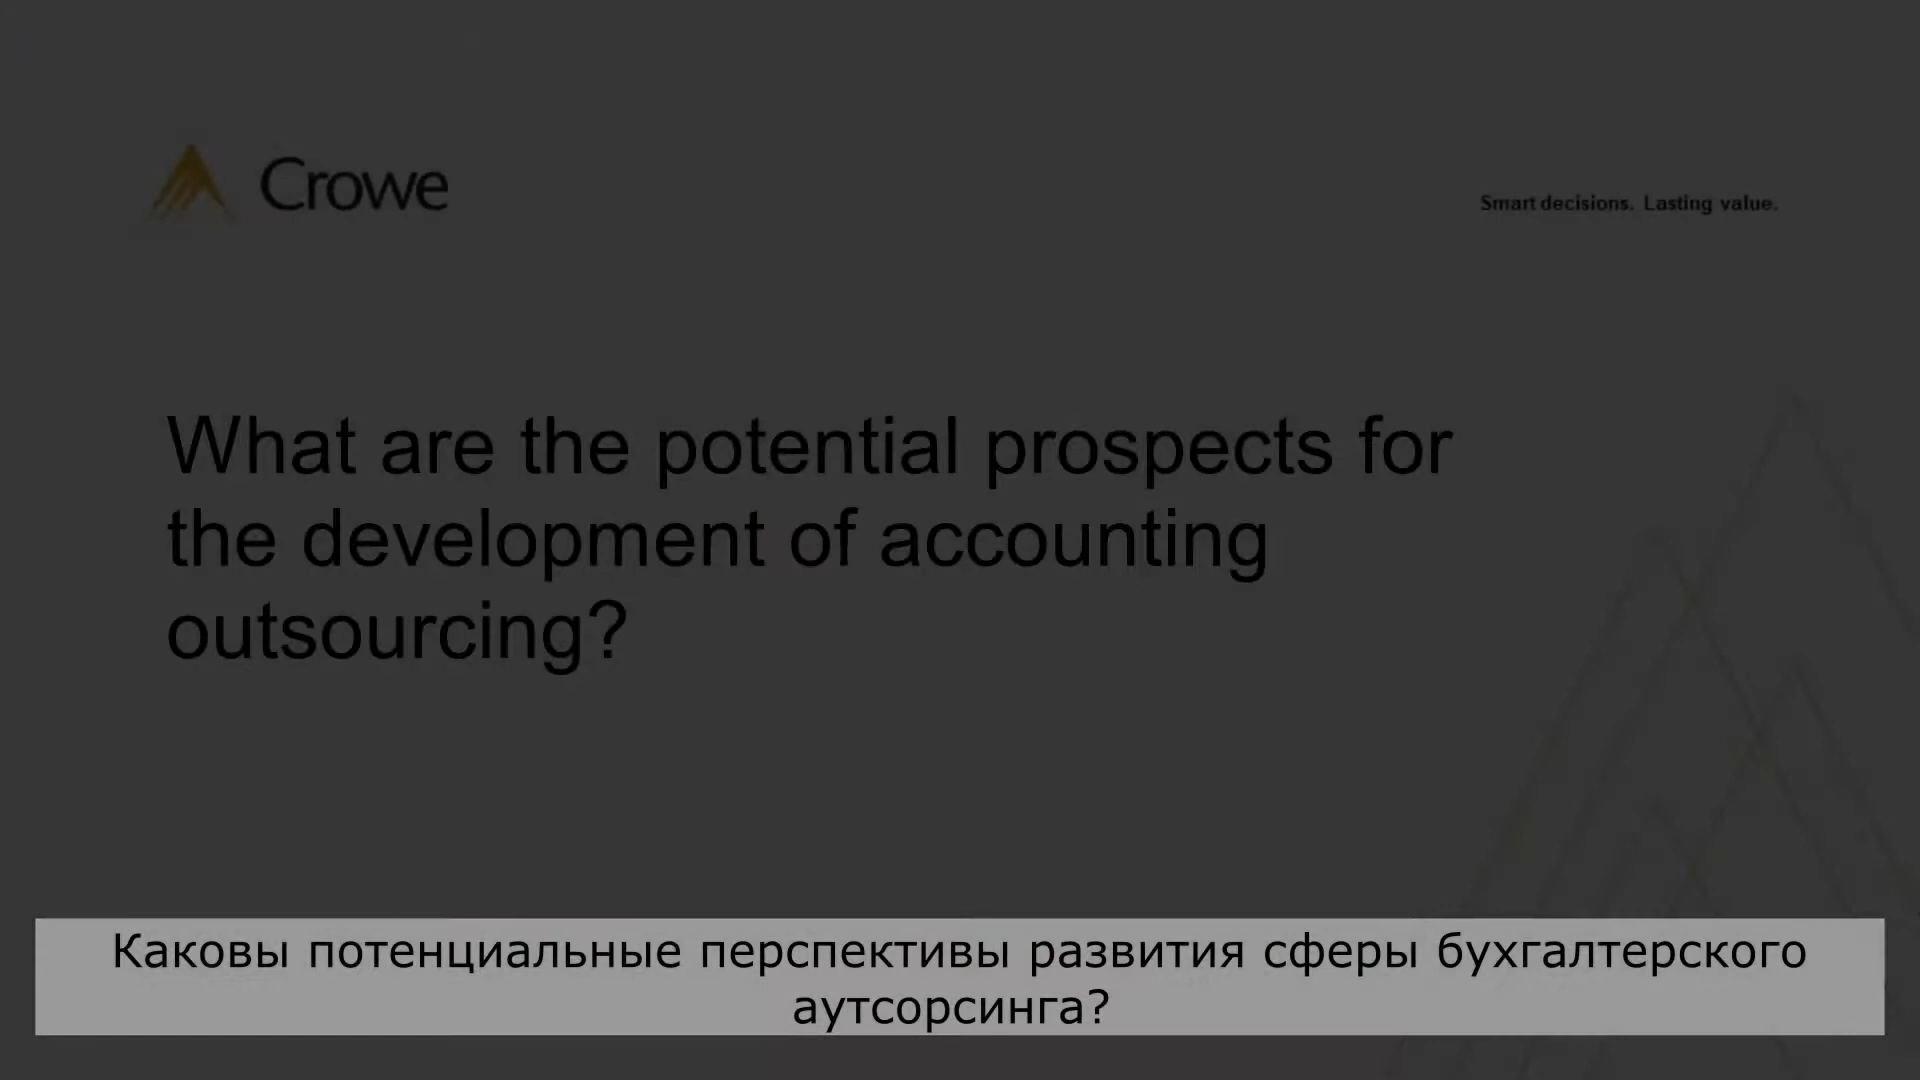 Crowe
Smart decisions. Lasting value.
What are the potential prospects for
the development of accounting
outsourcing?
Каковы потенциальные перспективы развития сферы бухгалтерского
аутсорсинга?